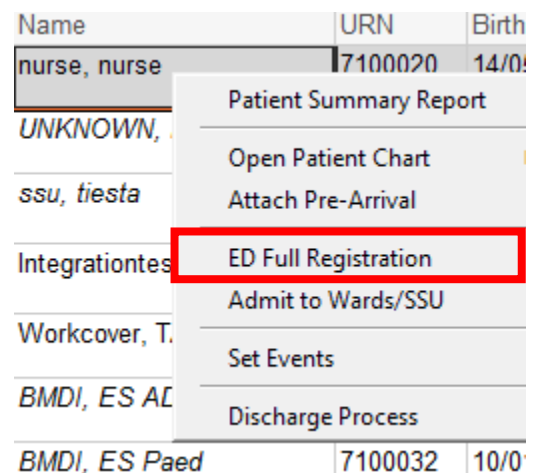 Name URN Birth
nurse, nurse 7100020 14/0
Patient Summary Report
UNKNOWN,
Open Patient Chart
ssu, tiesta
Attach Pre-Arrival
Integrationtes
ED Full Registration
Admit to Wards/SSU
Workcover, T
Set Events
BMDI, ES AD
Discharge Process
BMDI, ES Paed 7100032 10/0